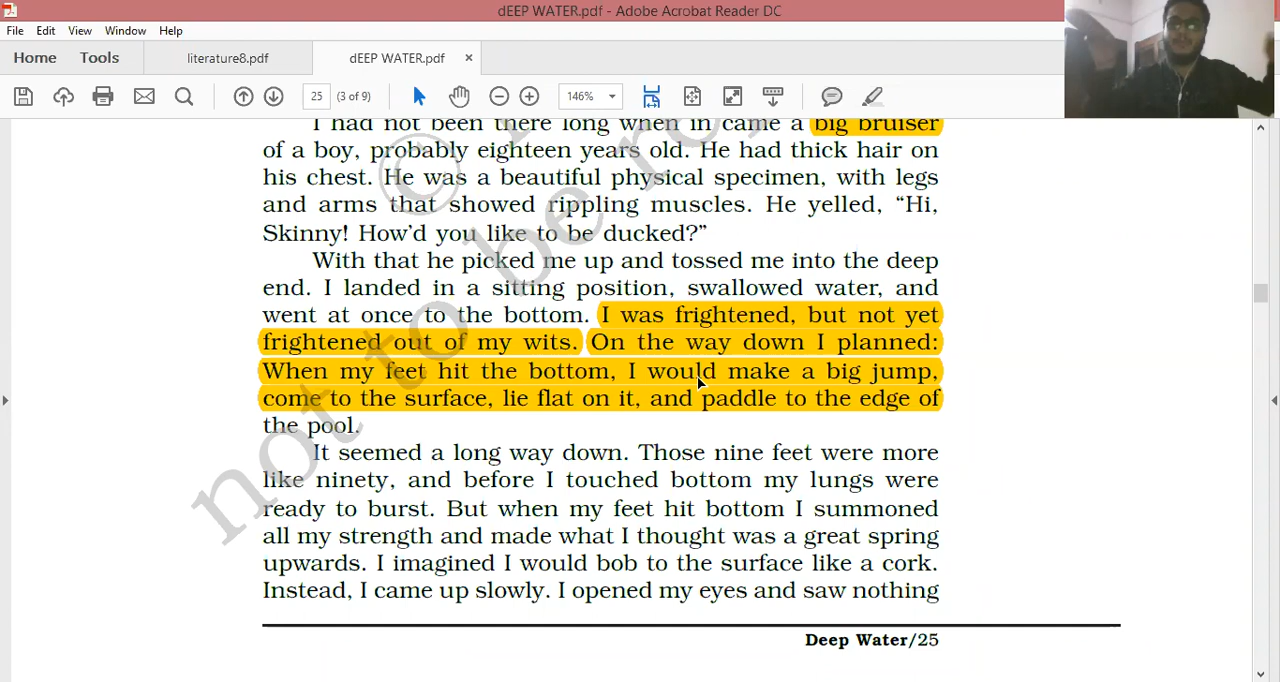 dEEP WATER.pdf - Adobe Acrobat Reader DC
File Edit View Window Help
Home Tools literature8.pdf dEEP WATER.pdf ×
25 (3 of 9) 146%
I had not been there long when in came a big bruiser
of a boy, probably eighteen years old. He had thick hair on
his chest. He was a beautiful physical specimen, with legs
and arms that showed rippling muscles. He yelled, “Hi,
Skinny! How’d you like to be ducked?”
With that he picked me up and tossed me into the deep
end. I landed in a sitting position, swallowed water, and
went at once to the bottom. I was frightened, but not yet
frightened out of my wits. On the way down I planned:
When my feet hit the bottom, I would make a big jump,
come to the surface, lie flat on it, and paddle to the edge of
the pool.
It seemed a long way down. Those nine feet were more
like ninety, and before I touched bottom my lungs were
ready to burst. But when my feet hit bottom I summoned
all my strength and made what I thought was a great spring
upwards. I imagined I would bob to the surface like a cork.
Instead, I came up slowly. I opened my eyes and saw nothing
Deep Water/25
©
not to be re